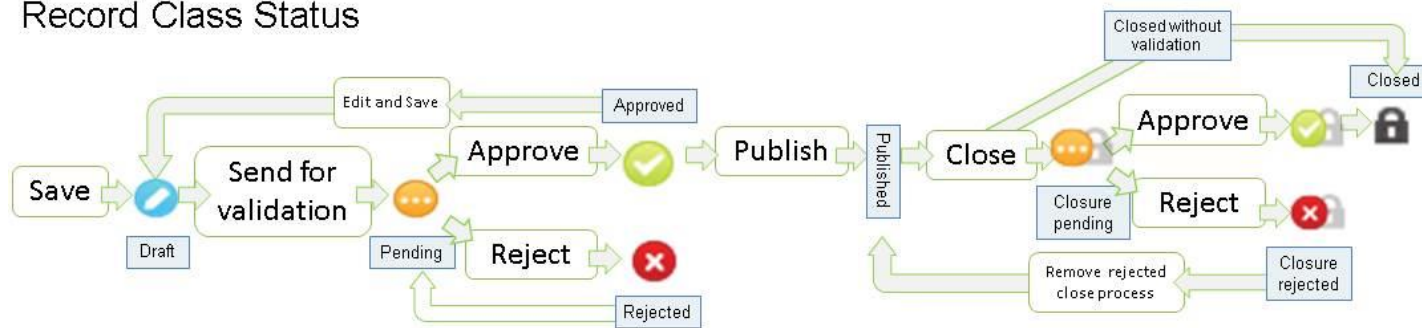 Record Class Status
Closed without
validation
Closed
Edit and Save
Approved
Approve
Publish
Published
Close
Approve
Save
Send for
validation
Draft
Pending
Reject
Rejected
Closure
pending
Reject
Remove rejected
close process
Closure
rejected